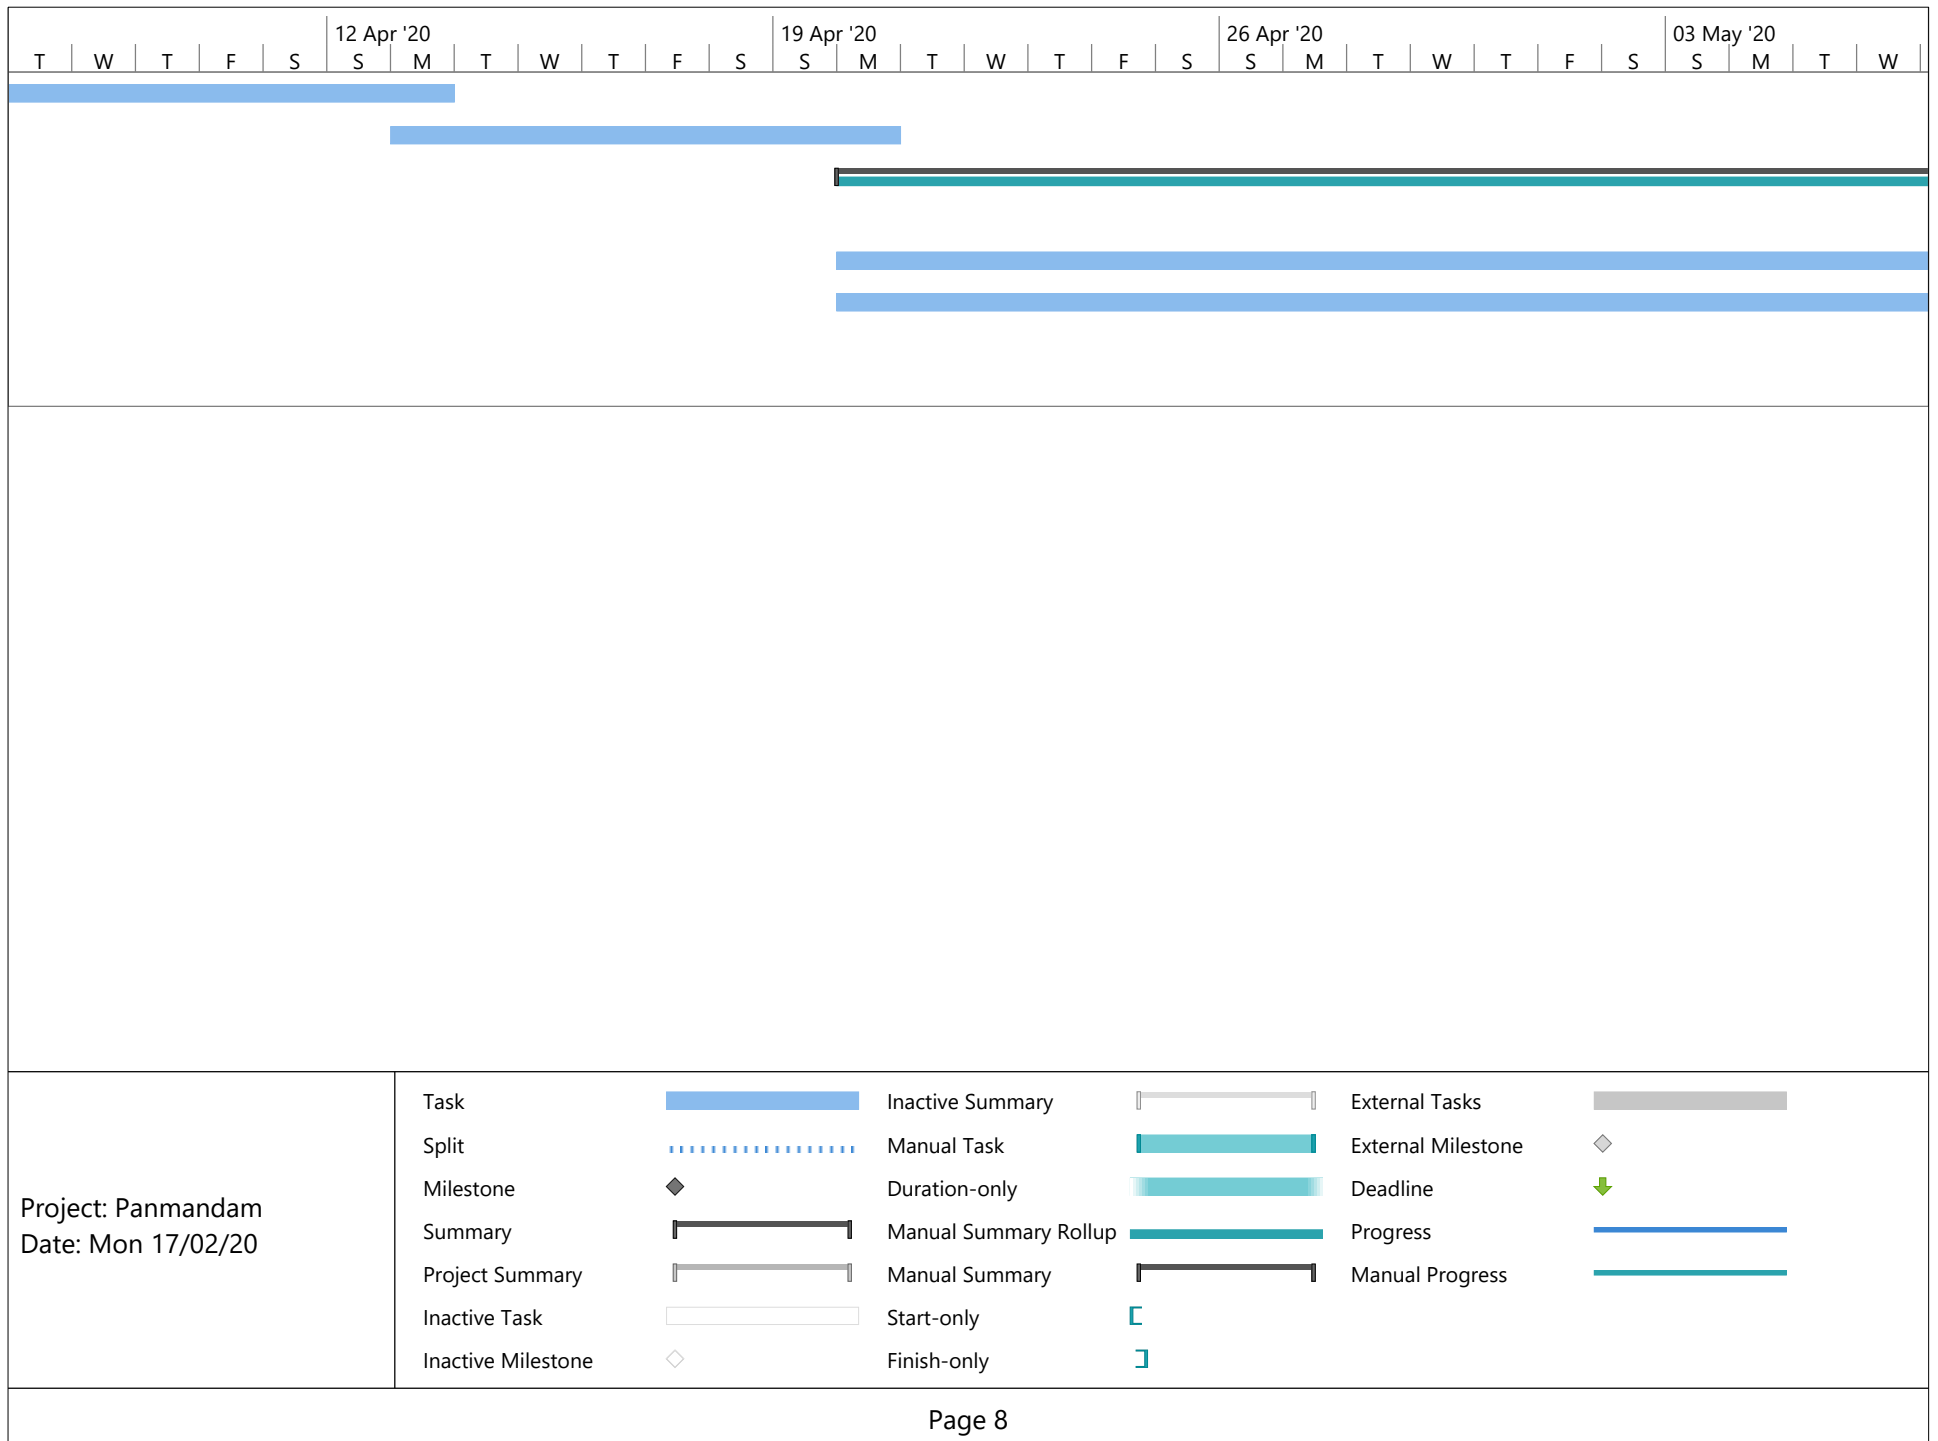 12 Apr '20 19 Apr '20 26 Apr '20 03 May '20
T W T F S S M T W T F S S M T W T F S S M T W T F S S M T W
Task Inactive Summary External Tasks
Split Manual Task External Milestone
Milestone Duration-only Deadline
Project: Panmandam
Summary Manual Summary Rollup Progress
Date: Mon 17/02/20
Project Summary Manual Summary Manual Progress
Inactive Task Start-only
Inactive Milestone Finish-only
Page 8